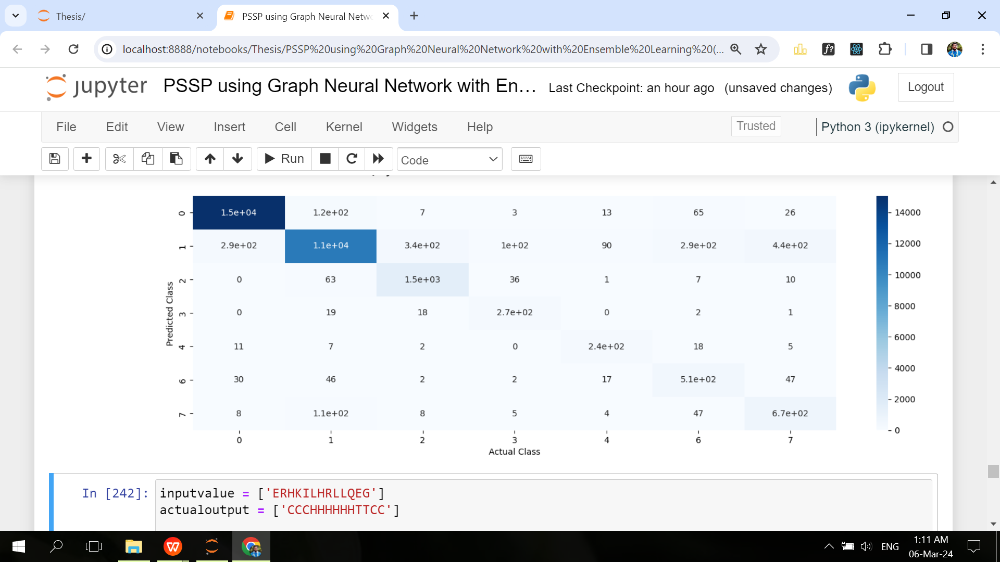 Thesis/
PSSP using Graph Neural Netw
localhost:8888/notebooks/Thesis/PSSP%20using%20Graph%20Neural%20Network%20with%20Ensemble%20Learning%20(...
f?
jupyter PSSP using Graph Neural Network with En... Last Checkpoint: an hour ago (unsaved changes) Logout
File Edit View Insert Cell Kernel Widgets Help Trusted Python 3 (ipykernel)
Run Code
0 1.5e+04 1.2e+02 7 3 13 65 26
1 2.9e+02 1.1e+04 3.4e+02 1e+02 90 2.9e+02 4.4e+02
2 0 63 1.5e+03 36 1 7 10
3 0 19 18 2.7e+02 0 2 1
4 11 7 2 0 2.4e+02 18 5
6 30 46 2 2 17 5.1e+02 47
7 8 1.1e+02 8 5 4 47 6.7e+02
0 1 2 3 4 6 7
Predicted Class
Actual Class
14000
12000
10000
8000
6000
4000
2000
0
In [242]: inputvalue = ['ERHKILHRLLQEG']
actualoutput = ['CCCHHHHHHTTCC']
W
ENG
1:11 AM
06-Mar-24